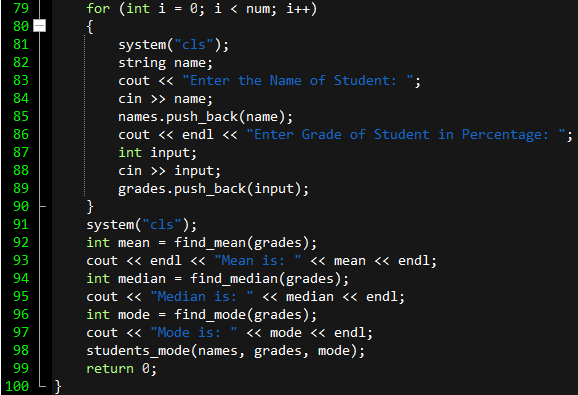 79 for (int i = 0; i < num; i++)
80 {
81 system("cls");
82 string name;
83 cout << "Enter the Name of Student: ";
84 cin >> name;
85 names.push_back(name);
86 cout << endl << "Enter Grade of Student in Percentage: ";
87 int input;
88 cin >> input;
89 grades.push_back(input);
90 }
91 system("cls");
92 int mean = find_mean(grades);
93 cout << endl << "Mean is: " << mean << endl;
94 int median = find_median(grades);
95 cout << "Median is: " << median << endl;
96 int mode = find_mode(grades);
97 cout << "Mode is: " << mode << endl;
98 students_mode(names, grades, mode);
99 return 0;
100 }